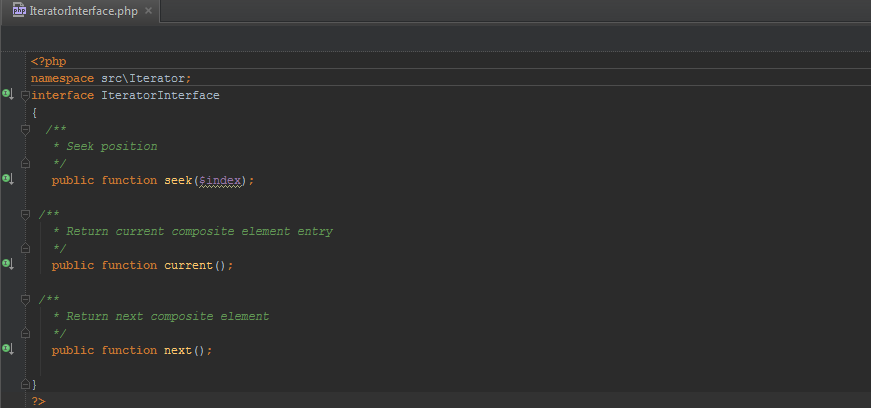 IteratorInterface.php
<?php
namespace src\Iterator;
interface IteratorInterface
{
/**
* Seek position
*/
public function seek($index);
/**
* Return current composite element entry
*/
public function current();
/**
* Return next composite element
*/
public function next();
}
?>